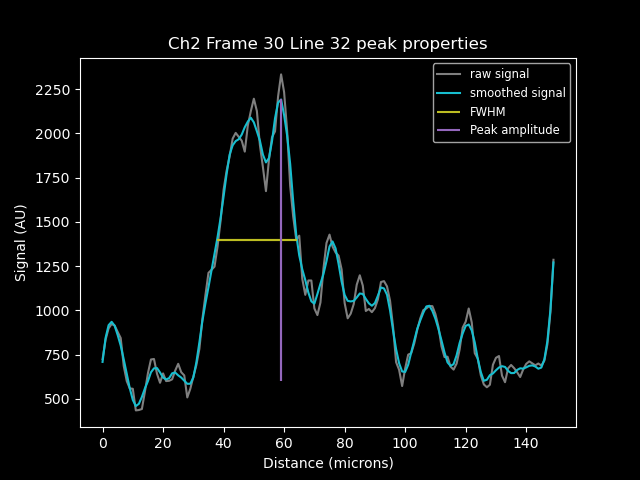 Ch2 Frame 30 Line 32 peak properties
raw signal
smoothed signal
FWHM
Peak amplitude
2250
2000
1750
1500
1250
1000
750
500
Signal (AU)
0 20 40 60 80 100 120 140
Distance (microns)